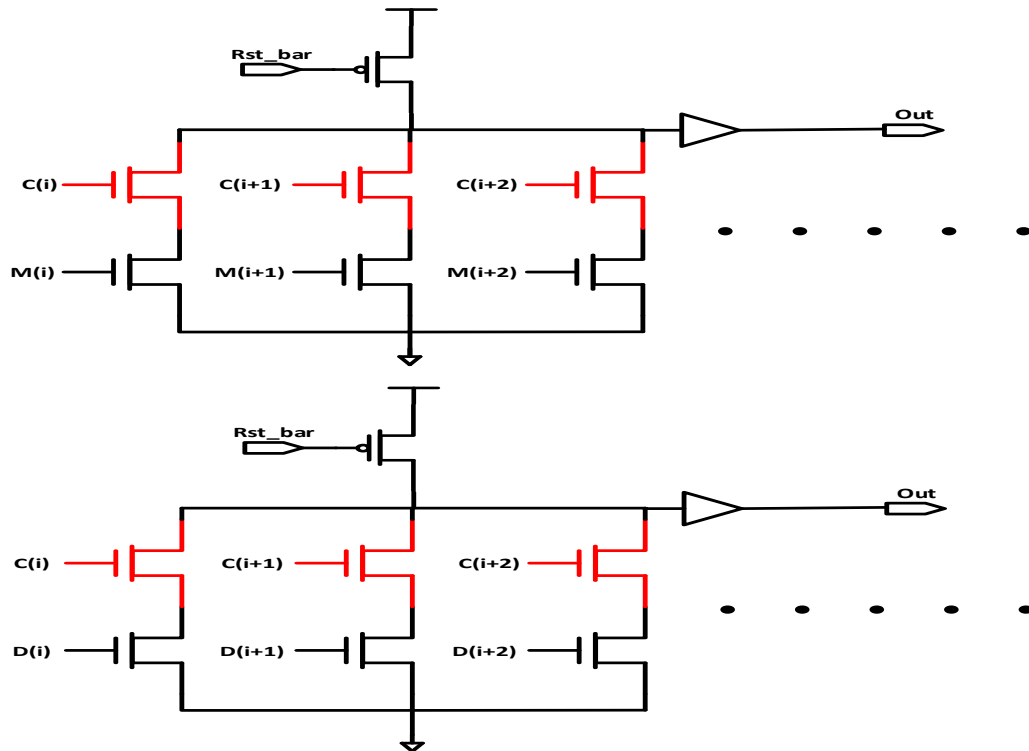 Rst_bar
Out
C(i) C(i+1) C(i+2)
M(i) M(i+1) M(i+2)
Rst_bar
Out
C(i) C(i+1) C(i+2)
D(i) D(i+1) D(i+2)